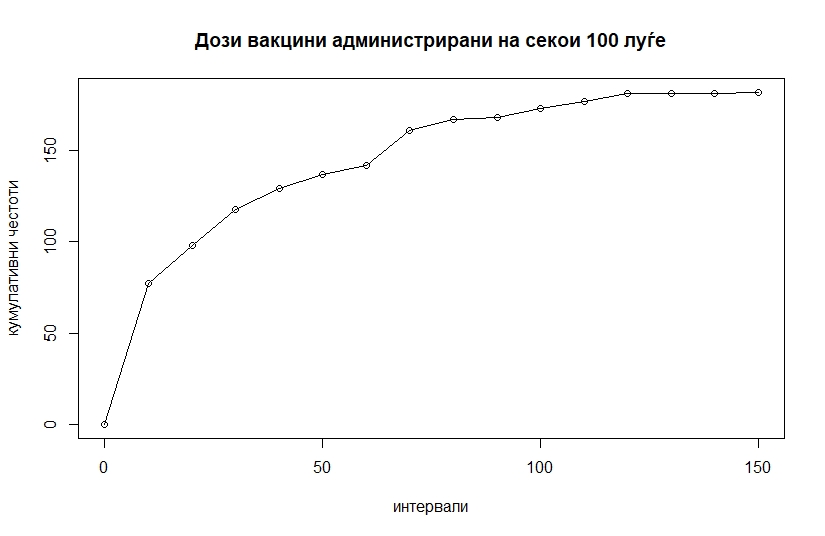 Дози вакцини администрирани на секои 100 луѓе
кумулативни честоти
150
100
50
0
0 50 100 150
интервали